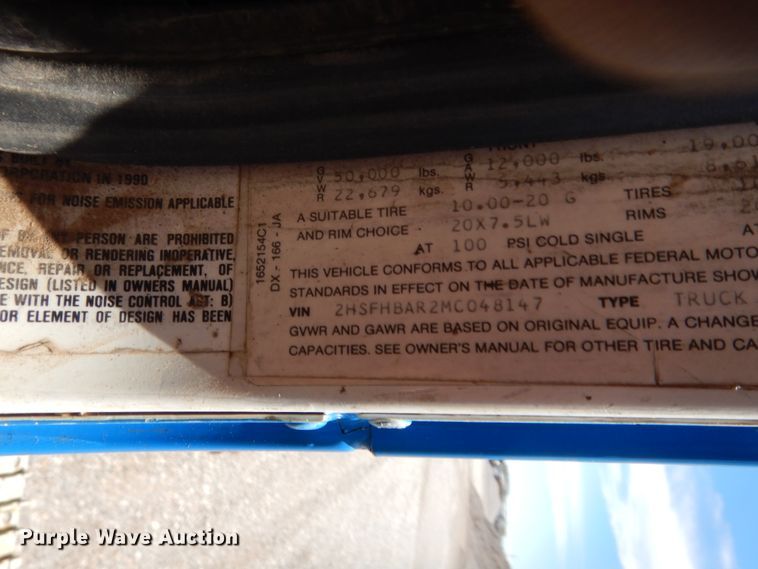 CORPORATION IN 1990
FOR NOISE EMISSION APPLICABLE
PERSON ARE PROHIBITED
REMOVAL OR RENDERING INOPERATIVE,
REPAIR, OR REPLACEMENT, OF
DESIGN (LISTED IN OWNERS MANUAL)
WITH THE NOISE CONTROL ACT: B)
OR ELEMENT OF DESIGN HAS BEEN
1652154C1
DX - 166 - JA
GVWR 50,000 lbs. GAWR 12,000 lbs.
22,679 kgs. 5,443 kgs.
A SUITABLE TIRE 10.00-20 G TIRES
AND RIM CHOICE 20X7.5LW RIMS
AT 100 PSI COLD SINGLE AT
THIS VEHICLE CONFORMS TO ALL APPLICABLE FEDERAL MOTO
STANDARDS IN EFFECT ON THE DATE OF MANUFACTURE SHOW
VIN 2HSFHBAR2MC048147 TYPE TRUCK
GVWR AND GAWR ARE BASED ON ORIGINAL EQUIP. A CHANGE
CAPACITIES. SEE OWNER'S MANUAL FOR OTHER TIRE AND CA
Purple Wave Auction